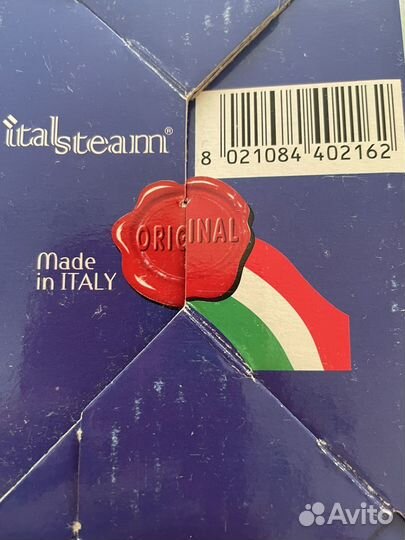 italsteam®
8 021084 402162
ORIGINAL
Made
in ITALY
Avito